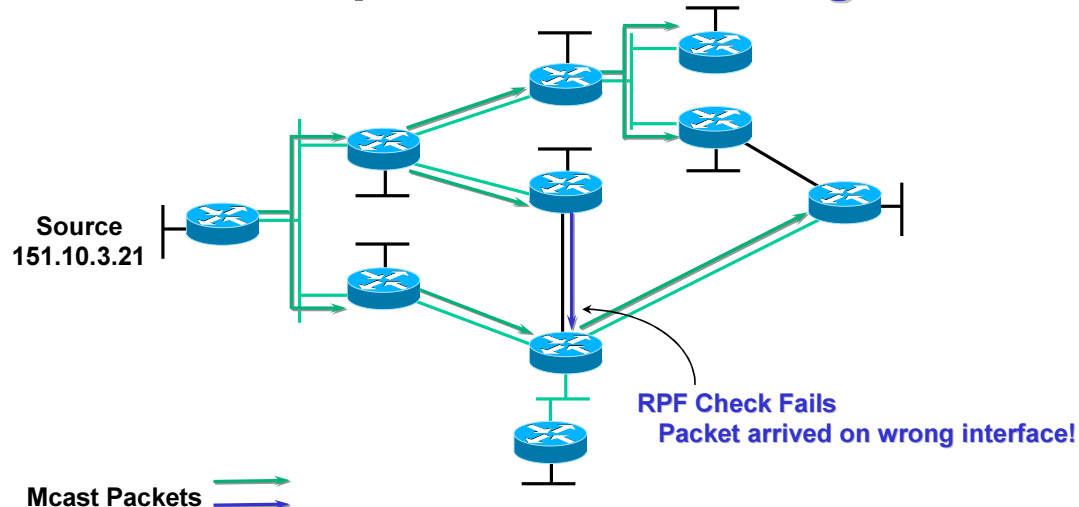 Source
151.10.3.21
RPF Check Fails
Packet arrived on wrong interface!
Mcast Packets